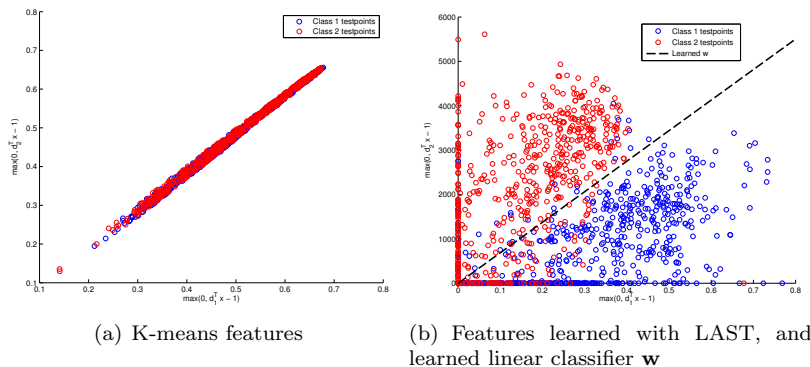 0.8
0.7
0.6
0.5
0.4
0.3
0.2
0.1
0.1 0.2 0.3 0.4 0.5 0.6 0.7 0.8
max(0, d₂ᵀ x − 1)
max(0, d₁ᵀ x − 1)
Class 1 testpoints
Class 2 testpoints
(a) K-means features
6000
5000
4000
3000
2000
1000
0
0 0.1 0.2 0.3 0.4 0.5 0.6 0.7 0.8
max(0, d₂ᵀ x − 1)
max(0, d₁ᵀ x − 1)
Class 1 testpoints
Class 2 testpoints
Learned w
(b) Features learned with LAST, and
learned linear classifier w